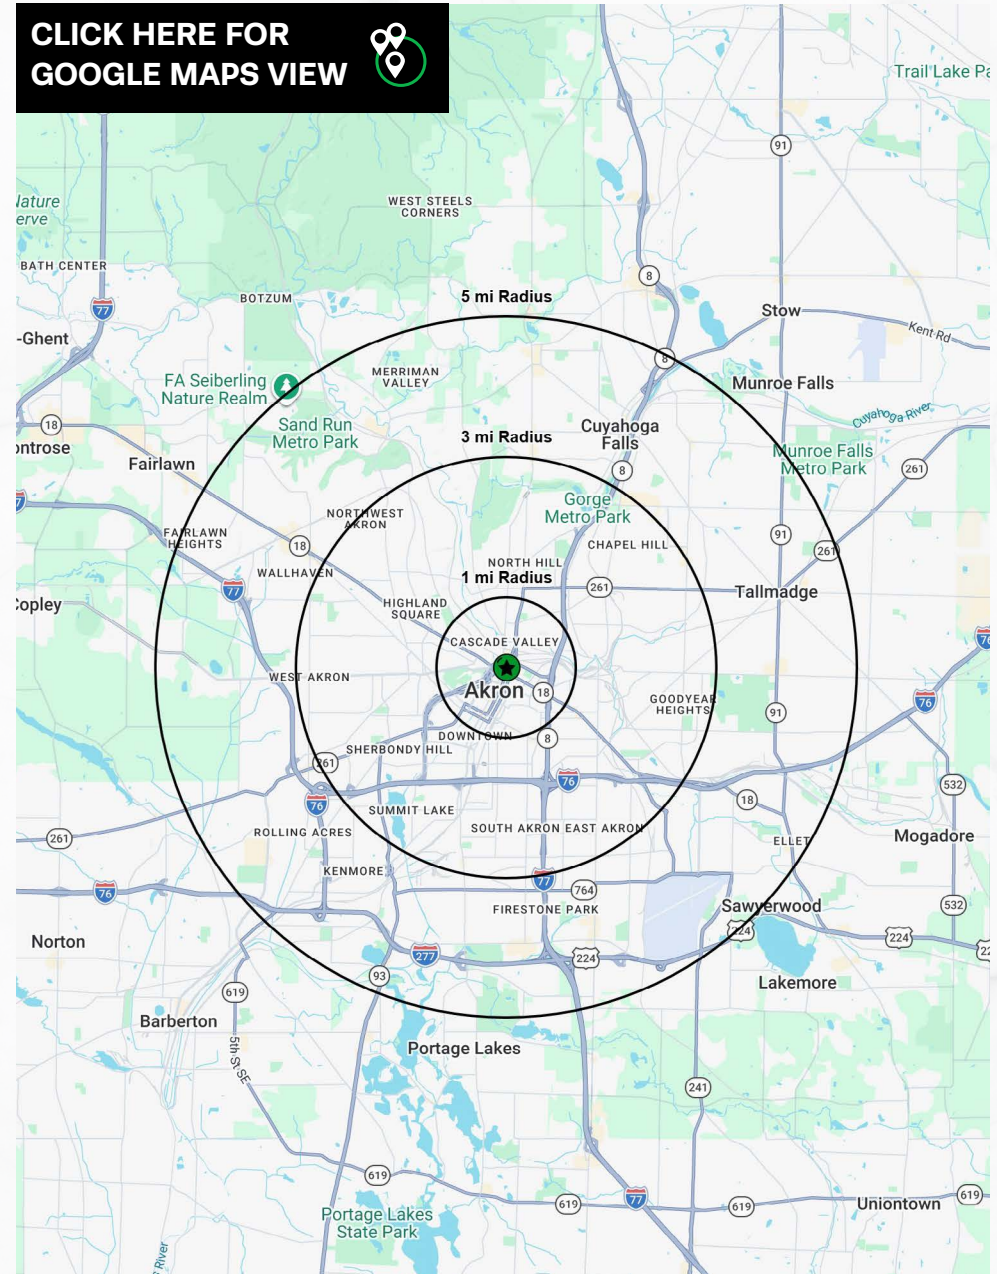 CLICK HERE FOR
GOOGLE MAPS VIEW
Trail Lake Pa
91
WEST STEELS
CORNERS
Nature
erve
BATH CENTER
8
BOTZUM
5 mi Radius
77
Stow
Kent Rd
-Ghent
8
MERRIMAN
VALLEY
FA Seiberling
Nature Realm
Munroe Falls
Cuyahoga River
18
Sand Run
Metro Park
Cuyahoga
Falls
3 mi Radius
ontrose
Fairlawn
Munroe Falls
Metro Park
261
8
7
Gorge
Metro Park
NORTHWEST
AKRON
FAIRLAWN
HEIGHTS
18
91
CHAPEL HILL
261
NORTH HILL
WALLHAVEN
1 mi Radius
77
261
Tallmadge
Copley
HIGHLAND
SQUARE
76
CASCADE VALLEY
WEST AKRON
Akron
18
GOODYEAR
HEIGHTS
76
91
DOWNTOWN
8
SHERBONDY HILL
261
76
532
76
18
SUMMIT LAKE
ROLLING ACRES
SOUTH AKRON
EAST AKRON
261
ELLET
Mogadore
KENMORE
77
76
764
FIRESTONE PARK
Sawyerwood
532
224
224
22
Norton
277
224
93
Lakemore
619
Barberton
5th St SE
Portage Lakes
241
619
77
619
619
Uniontown
619
Portage Lakes
State Park
River